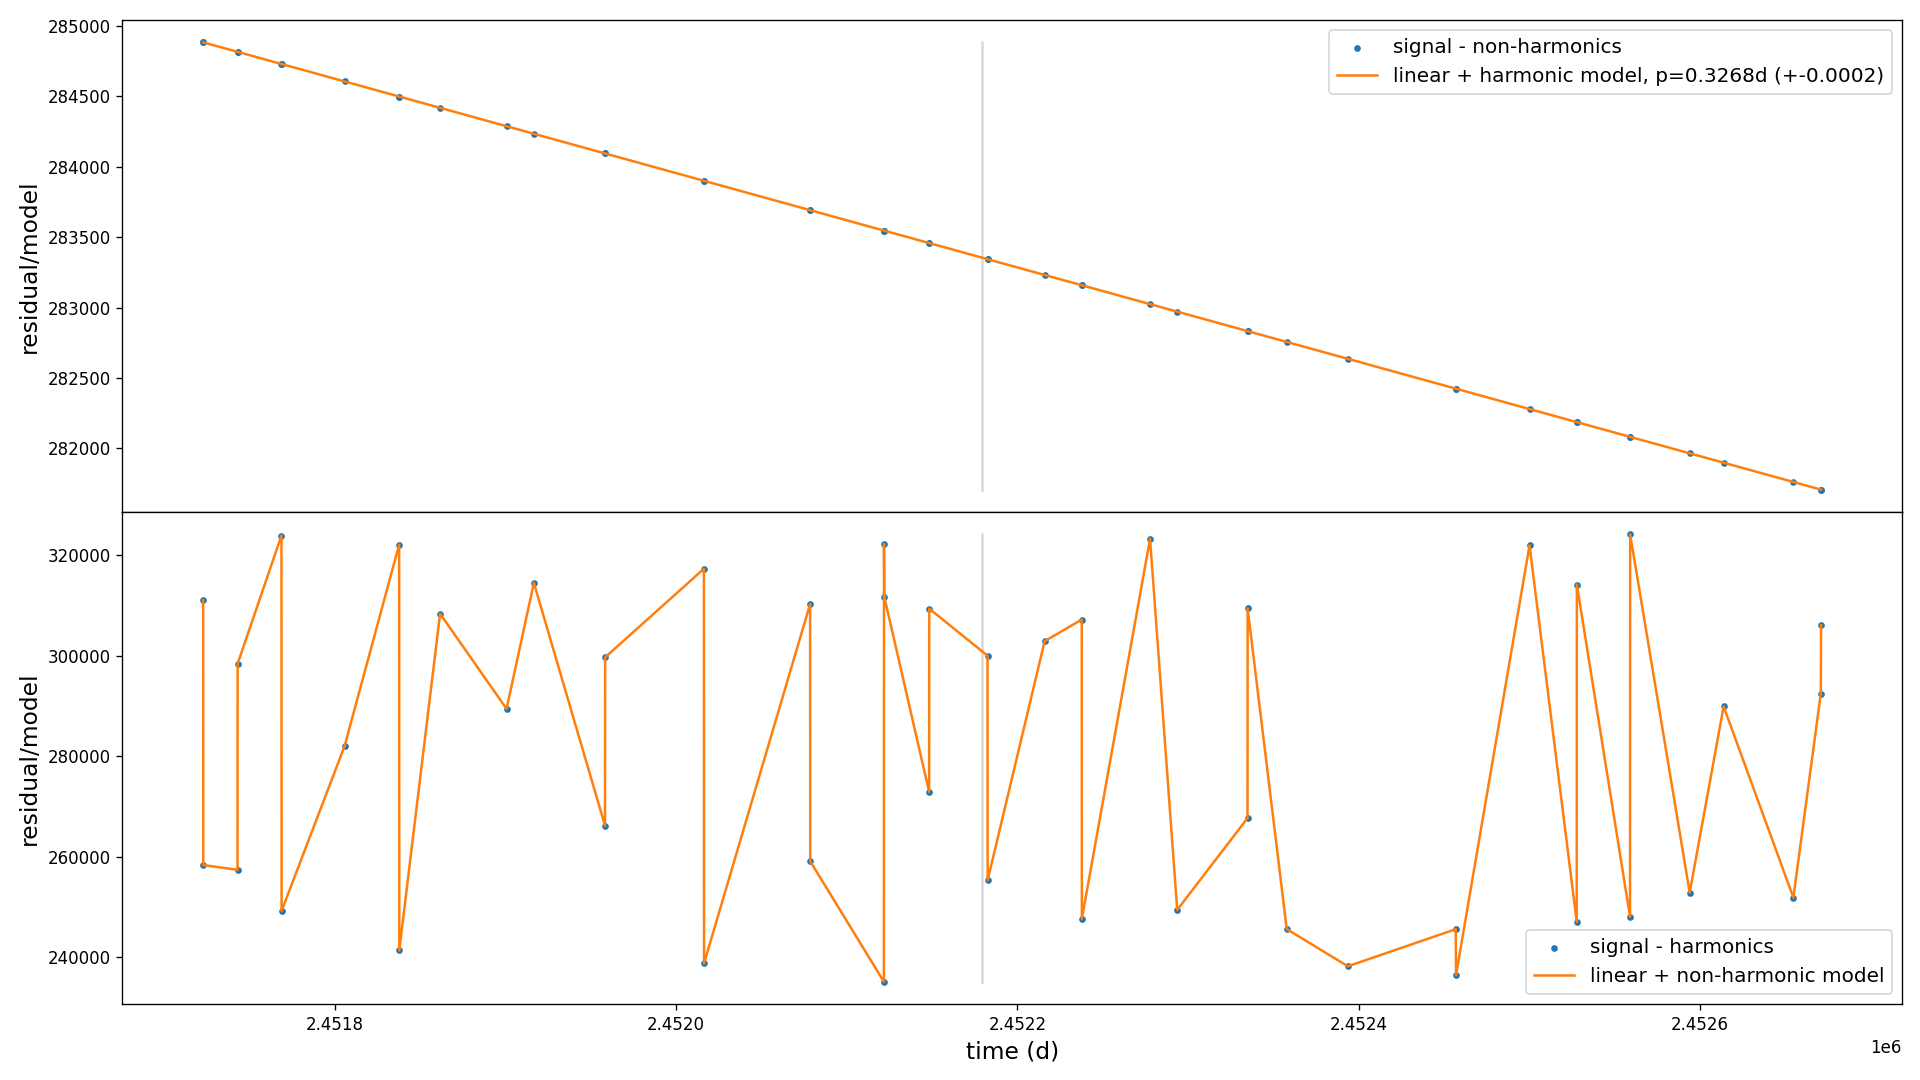 285000
284500
284000
283500
283000
282500
282000
residual/model
signal - non-harmonics
linear + harmonic model, p=0.3268d (+-0.0002)
320000
300000
280000
260000
240000
residual/model
signal - harmonics
linear + non-harmonic model
2.4518
2.4520
2.4522
2.4524
2.4526
time (d)
1e6